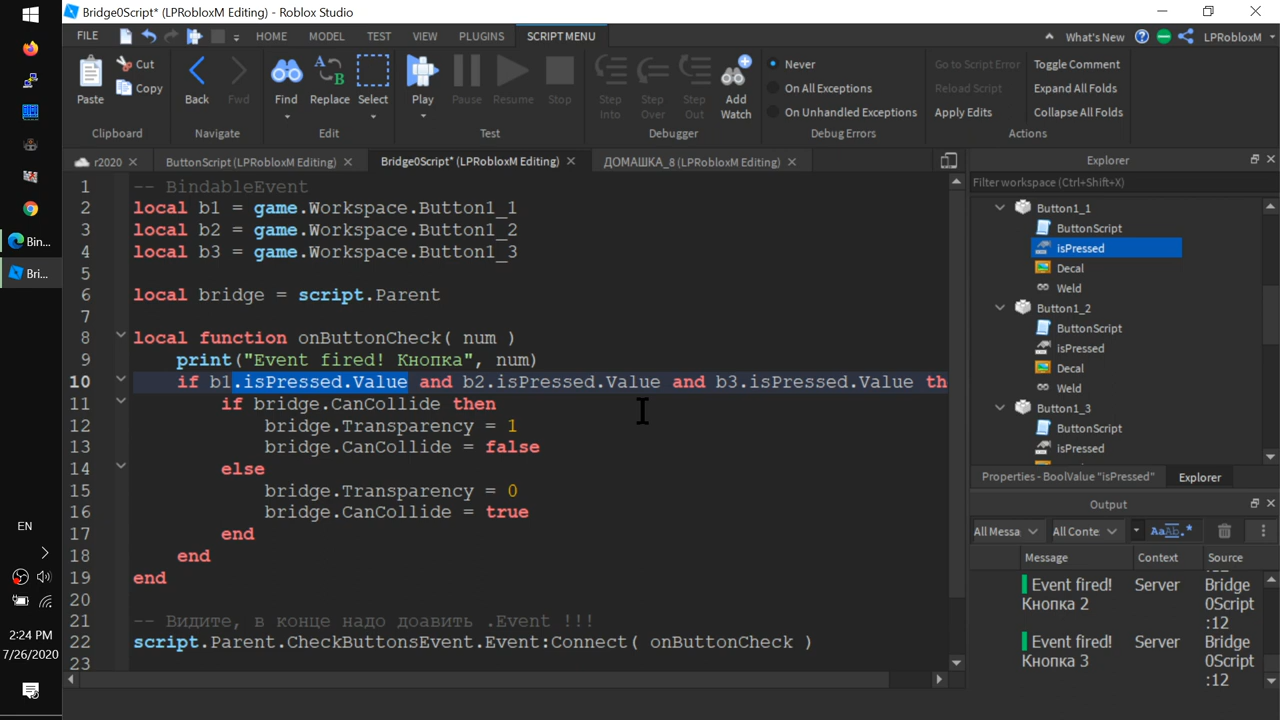 Bridge0Script* (LPRobloxM Editing) - Roblox Studio
FILE HOME MODEL TEST VIEW PLUGINS SCRIPT MENU What's New LPRobloxM
Paste Cut Copy Back Fwd Find Replace Select Play Pause Resume Stop Step Into Step Over Step Out Add Watch
Never
On All Exceptions
On Unhandled Exceptions
Go to Script Error Toggle Comment
Reload Script Expand All Folds
Apply Edits Collapse All Folds
Clipboard Navigate Edit Test Debugger Debug Errors Actions
r2020 ButtonScript (LPRobloxM Editing) Bridge0Script* (LPRobloxM Editing) ДОМАШКА_8 (LPRobloxM Editing)
1 -- BindableEvent
2 local b1 = game.Workspace.Button1_1
3 local b2 = game.Workspace.Button1_2
4 local b3 = game.Workspace.Button1_3
5
6 local bridge = script.Parent
7
8 local function onButtonCheck( num )
9 print("Event fired! Кнопка", num)
10 if b1.isPressed.Value and b2.isPressed.Value and b3.isPressed.Value th
11 if bridge.CanCollide then
12 bridge.Transparency = 1
13 bridge.CanCollide = false
14 else
15 bridge.Transparency = 0
16 bridge.CanCollide = true
17 end
18 end
19 end
20
21 -- Видите, в конце надо доавить .Event !!!
22 script.Parent.CheckButtonsEvent.Event:Connect( onButtonCheck )
23
Explorer
Filter workspace (Ctrl+Shift+X)
Button1_1
ButtonScript
isPressed
Decal
Weld
Button1_2
ButtonScript
isPressed
Decal
Weld
Button1_3
ButtonScript
isPressed
Properties - BoolValue "isPressed" Explorer
Output
All Messa All Conte AaAb.*
Message Context Source
:12
Event fired! Кнопка 2 Server Bridge0Script:12
Event fired! Кнопка 3 Server Bridge0Script:12
Bin...
Bri...
EN
2:24 PM
7/26/2020